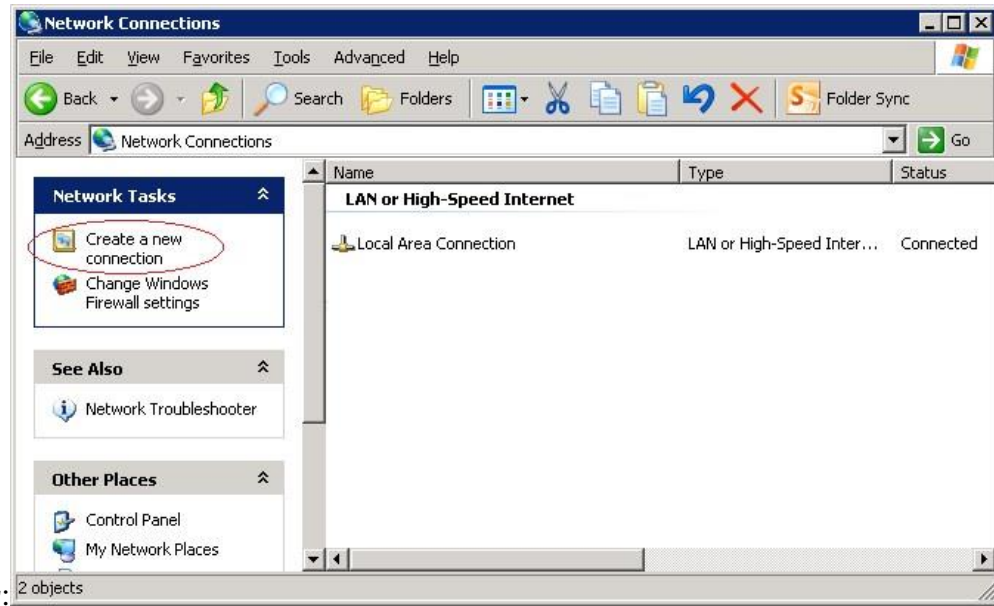 Network Connections
File Edit View Favorites Tools Advanced Help
Back Search Folders Folder Sync
Address Network Connections Go
Network Tasks
Create a new
connection
Change Windows
Firewall settings
See Also
Network Troubleshooter
Other Places
Control Panel
My Network Places
Name Type Status
LAN or High-Speed Internet
Local Area Connection LAN or High-Speed Inter... Connected
: 2 objects